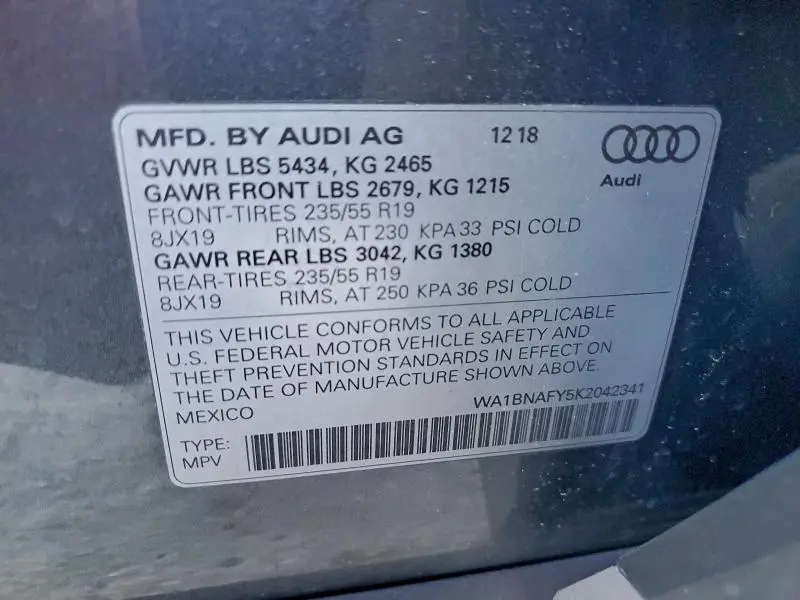 MFD. BY AUDI AG 12 18
Audi
GVWR LBS 5434, KG 2465
GAWR FRONT LBS 2679, KG 1215
FRONT-TIRES 235/55 R19
8JX19 RIMS, AT 230 KPA 33 PSI COLD
GAWR REAR LBS 3042, KG 1380
REAR-TIRES 235/55 R19
8JX19 RIMS, AT 250 KPA 36 PSI COLD
THIS VEHICLE CONFORMS TO ALL APPLICABLE
U.S. FEDERAL MOTOR VEHICLE SAFETY AND
THEFT PREVENTION STANDARDS IN EFFECT ON
THE DATE OF MANUFACTURE SHOWN ABOVE.
MEXICO WA1BNAFY5K2042341
TYPE:
MPV